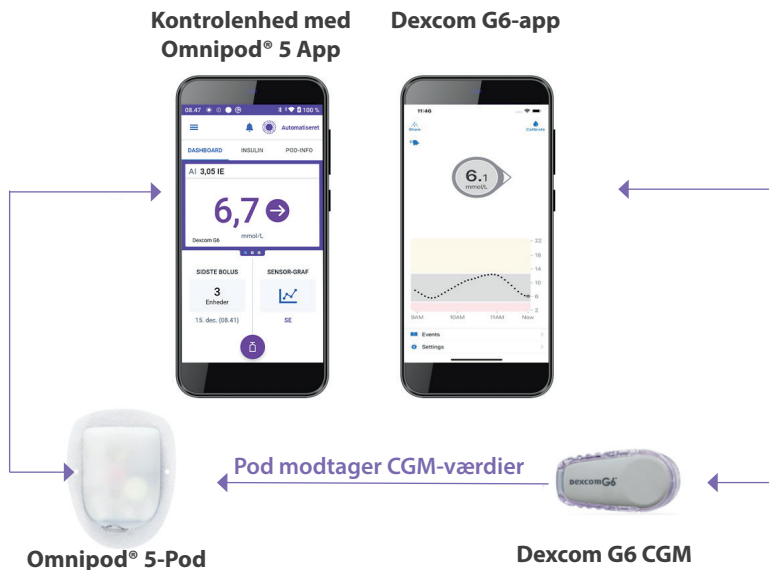 Kontrolenhed med
Omnipod® 5 App
Dexcom G6-app
08.47
100 %
Automatiseret
DASHBOARD INSULIN POD-INFO
AI 3,05 IE
6,7
mmol/L
Dexcom G6
SIDSTE BOLUS
3
Enheder
15. dec. (08.41)
SENSOR-GRAF
SE
11:46
Share
Calibrate
6.1
mmol/L
22
18
14
10
6
2
9AM 10AM 11AM Now
Events
Settings
Pod modtager CGM-værdier
Dexcom G6
Omnipod® 5-Pod
Dexcom G6 CGM